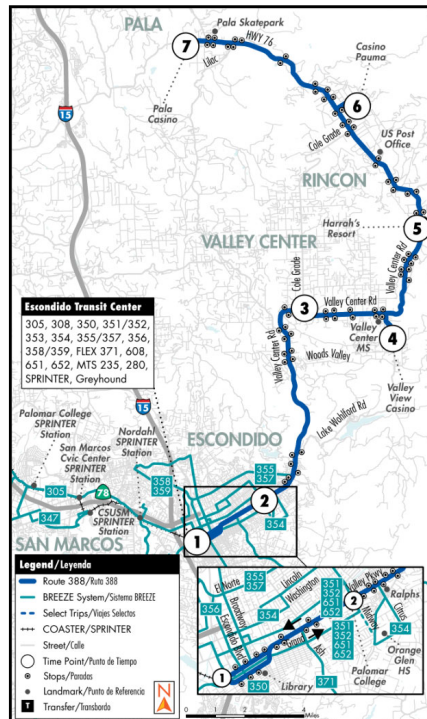 PALA
Pala Skatepark
HWY 76
7
Lilac
Casino
Pauma
Pala
Casino
15
6
Cole Grade
US Post
Office
RINCON
Harrah's
Resort
5
VALLEY CENTER
Escondido Transit Center
305, 308, 350, 351/352,
353, 354, 355/357, 356,
358/359, FLEX 371, 608,
651, 652, MTS 235, 280,
SPRINTER, Greyhound
Cole Grade
3
Valley Center Rd
Valley Center Rd
Valley
Center
MS
4
Valley Center Rd
Woods Valley
Valley
View
Casino
Lake Wohlford Rd
15
Palomar College
SPRINTER
Station
Nordahl
SPRINTER
Station
San Marcos
Cvic Center
SPRINTER
Station
ESCONDIDO
305
78
358
359
355
357
347
CSUSM SPRINTER
Station
2
354
1
SAN MARCOS
Legend/Leyenda
Route 388/Ruta 388
BREEZE System/Sistema BREEZE
Select Trips/Viajes Selectos
COASTER/SPRINTER
Street/Calle
Time Point/Punto de Tiempo
Stops/Paradas
Landmark/Punto de Referencia
T Transfer/Transbordo
N
El Norte
355
357
Lincoln
Washington
351
352
651
652
Valley Pkwy
2
Ralphs
Citrus
Midway
354
356
Broadway
354
Escondido Blvd
Grand
Ash
351
352
651
652
Orange
Glen
HS
Palomar
College
1
350
Library
371
0
4
Miles